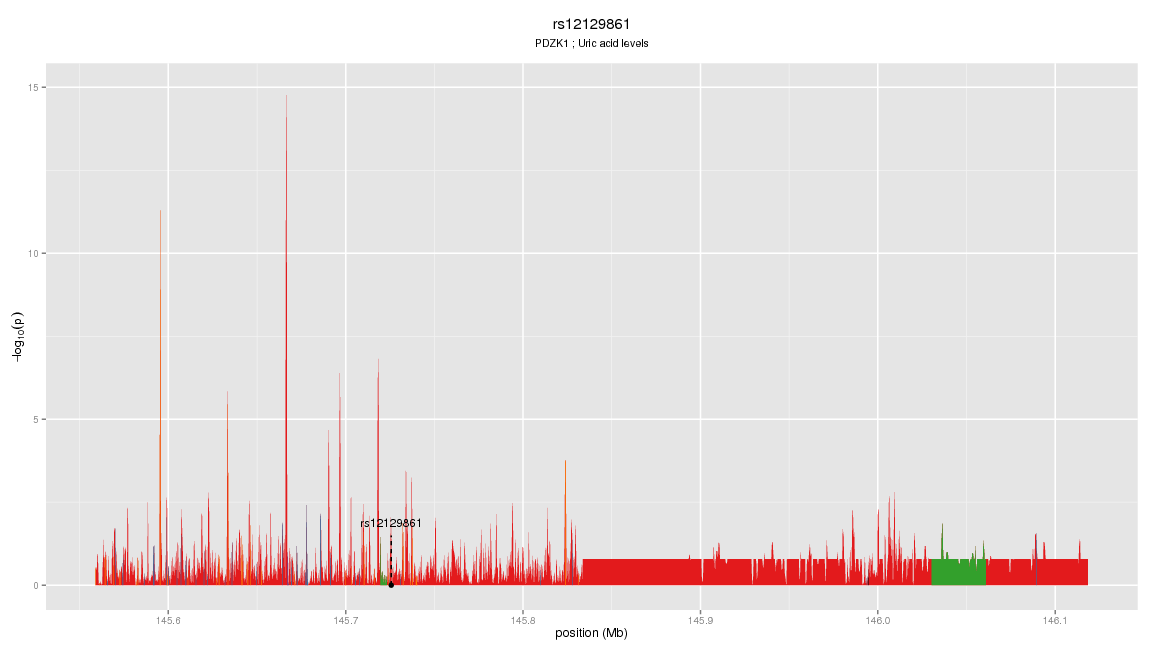 rs12129861
PDZK1 ; Uric acid levels
15
10
5
0
−log10(p)
rs12129861
145.6 145.7 145.8 145.9 146.0 146.1
position (Mb)